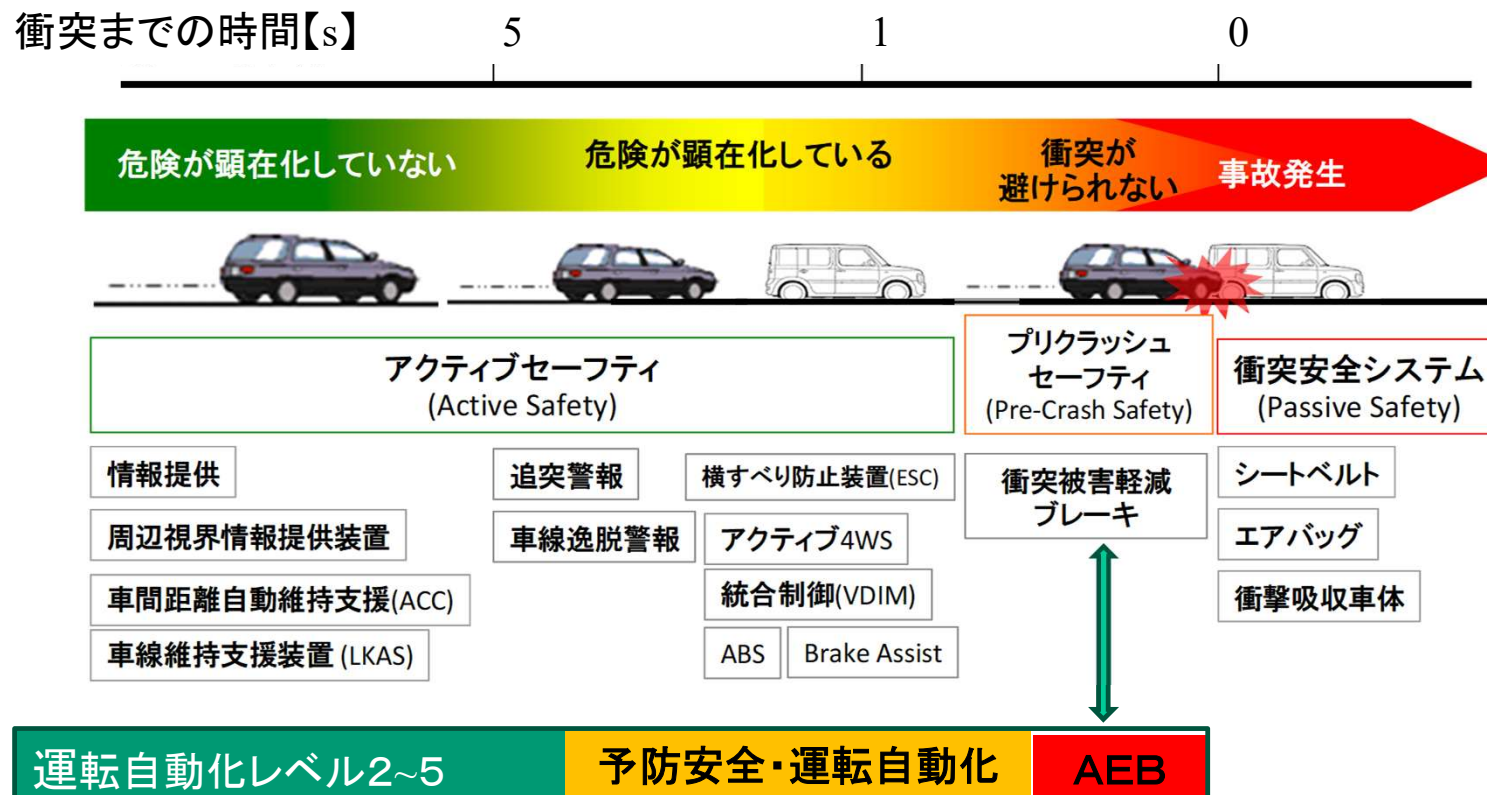 衝突までの時間【s】 5 1 0
危険が顕在化していない
危険が顕在化している
衝突が
避けられない
事故発生
アクティブセーフティ
(Active Safety)
プリクラッシュ
セーフティ
(Pre-Crash Safety)
衝突安全システム
(Passive Safety)
情報提供
周辺視界情報提供装置
車間距離自動維持支援(ACC)
車線維持支援装置 (LKAS)
追突警報
車線逸脱警報
横すべり防止装置(ESC)
アクティブ4WS
統合制御(VDIM)
ABS
Brake Assist
衝突被害軽減
ブレーキ
シートベルト
エアバッグ
衝撃吸収車体
運転自動化レベル2~5
予防安全・運転自動化
AEB